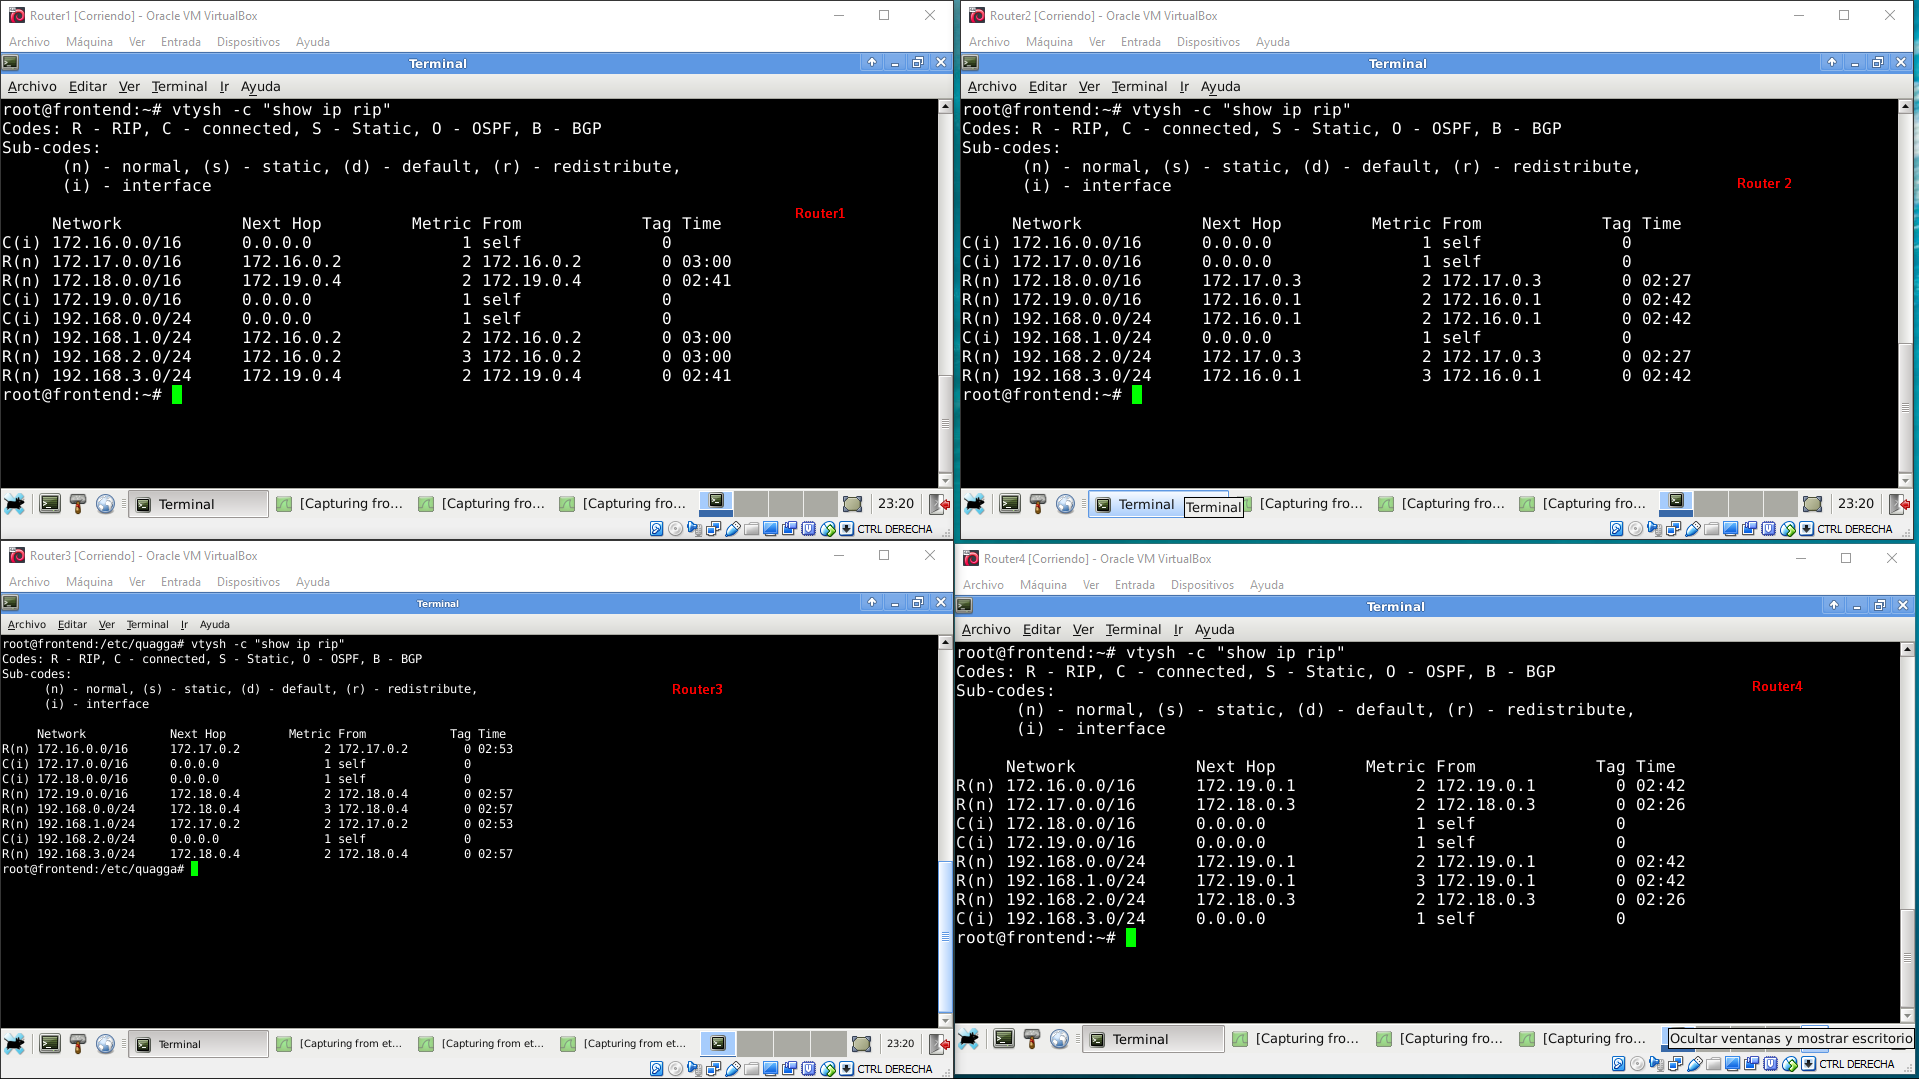 Router1 [Corriendo] - Oracle VM VirtualBox
Archivo Máquina Ver Entrada Dispositivos Ayuda
Terminal
Archivo Editar Ver Terminal Ir Ayuda
root@frontend:~# vtysh -c "show ip rip"
Codes: R - RIP, C - connected, S - Static, O - OSPF, B - BGP
Sub-codes:
(n) - normal, (s) - static, (d) - default, (r) - redistribute,
(i) - interface
Router1
Network Next Hop Metric From Tag Time
C(i) 172.16.0.0/16 0.0.0.0 1 self 0
R(n) 172.17.0.0/16 172.16.0.2 2 172.16.0.2 0 03:00
R(n) 172.18.0.0/16 172.19.0.4 2 172.19.0.4 0 02:41
C(i) 172.19.0.0/16 0.0.0.0 1 self 0
C(i) 192.168.0.0/24 0.0.0.0 1 self 0
R(n) 192.168.1.0/24 172.16.0.2 2 172.16.0.2 0 03:00
R(n) 192.168.2.0/24 172.16.0.2 3 172.16.0.2 0 03:00
R(n) 192.168.3.0/24 172.19.0.4 2 172.19.0.4 0 02:41
root@frontend:~#
Terminal [Capturing fro... [Capturing fro... [Capturing fro... 23:20
CTRL DERECHA
Router2 [Corriendo] - Oracle VM VirtualBox
Archivo Máquina Ver Entrada Dispositivos Ayuda
Terminal
Archivo Editar Ver Terminal Ir Ayuda
root@frontend:~# vtysh -c "show ip rip"
Codes: R - RIP, C - connected, S - Static, O - OSPF, B - BGP
Sub-codes:
(n) - normal, (s) - static, (d) - default, (r) - redistribute,
(i) - interface
Router 2
Network Next Hop Metric From Tag Time
C(i) 172.16.0.0/16 0.0.0.0 1 self 0
C(i) 172.17.0.0/16 0.0.0.0 1 self 0
R(n) 172.18.0.0/16 172.17.0.3 2 172.17.0.3 0 02:27
R(n) 172.19.0.0/16 172.16.0.1 2 172.16.0.1 0 02:42
R(n) 192.168.0.0/24 172.16.0.1 2 172.16.0.1 0 02:42
C(i) 192.168.1.0/24 0.0.0.0 1 self 0
R(n) 192.168.2.0/24 172.17.0.3 2 172.17.0.3 0 02:27
R(n) 192.168.3.0/24 172.16.0.1 3 172.16.0.1 0 02:42
root@frontend:~#
Terminal Terminal [Capturing fro... [Capturing fro... [Capturing fro... 23:20
CTRL DERECHA
Router3 [Corriendo] - Oracle VM VirtualBox
Archivo Máquina Ver Entrada Dispositivos Ayuda
Terminal
Archivo Editar Ver Terminal Ir Ayuda
root@frontend:/etc/quagga# vtysh -c "show ip rip"
Codes: R - RIP, C - connected, S - Static, O - OSPF, B - BGP
Sub-codes:
(n) - normal, (s) - static, (d) - default, (r) - redistribute,
(i) - interface
Router3
Network Next Hop Metric From Tag Time
R(n) 172.16.0.0/16 172.17.0.2 2 172.17.0.2 0 02:53
C(i) 172.17.0.0/16 0.0.0.0 1 self 0
C(i) 172.18.0.0/16 0.0.0.0 1 self 0
R(n) 172.19.0.0/16 172.18.0.4 2 172.18.0.4 0 02:57
R(n) 192.168.0.0/24 172.18.0.4 3 172.18.0.4 0 02:57
R(n) 192.168.1.0/24 172.17.0.2 2 172.17.0.2 0 02:53
C(i) 192.168.2.0/24 0.0.0.0 1 self 0
R(n) 192.168.3.0/24 172.18.0.4 2 172.18.0.4 0 02:57
root@frontend:/etc/quagga#
Terminal [Capturing from et... [Capturing from et... [Capturing from et... 23:20
CTRL DERECHA
Router4 [Corriendo] - Oracle VM VirtualBox
Archivo Máquina Ver Entrada Dispositivos Ayuda
Terminal
Archivo Editar Ver Terminal Ir Ayuda
root@frontend:~# vtysh -c "show ip rip"
Codes: R - RIP, C - connected, S - Static, O - OSPF, B - BGP
Sub-codes:
(n) - normal, (s) - static, (d) - default, (r) - redistribute,
(i) - interface
Router4
Network Next Hop Metric From Tag Time
R(n) 172.16.0.0/16 172.19.0.1 2 172.19.0.1 0 02:42
R(n) 172.17.0.0/16 172.18.0.3 2 172.18.0.3 0 02:26
C(i) 172.18.0.0/16 0.0.0.0 1 self 0
C(i) 172.19.0.0/16 0.0.0.0 1 self 0
R(n) 192.168.0.0/24 172.19.0.1 2 172.19.0.1 0 02:42
R(n) 192.168.1.0/24 172.19.0.1 3 172.19.0.1 0 02:42
R(n) 192.168.2.0/24 172.18.0.3 2 172.18.0.3 0 02:26
C(i) 192.168.3.0/24 0.0.0.0 1 self 0
root@frontend:~#
Terminal [Capturing fro... [Capturing fro... [Capturing fro... Ocultar ventanas y mostrar escritorio
CTRL DERECHA